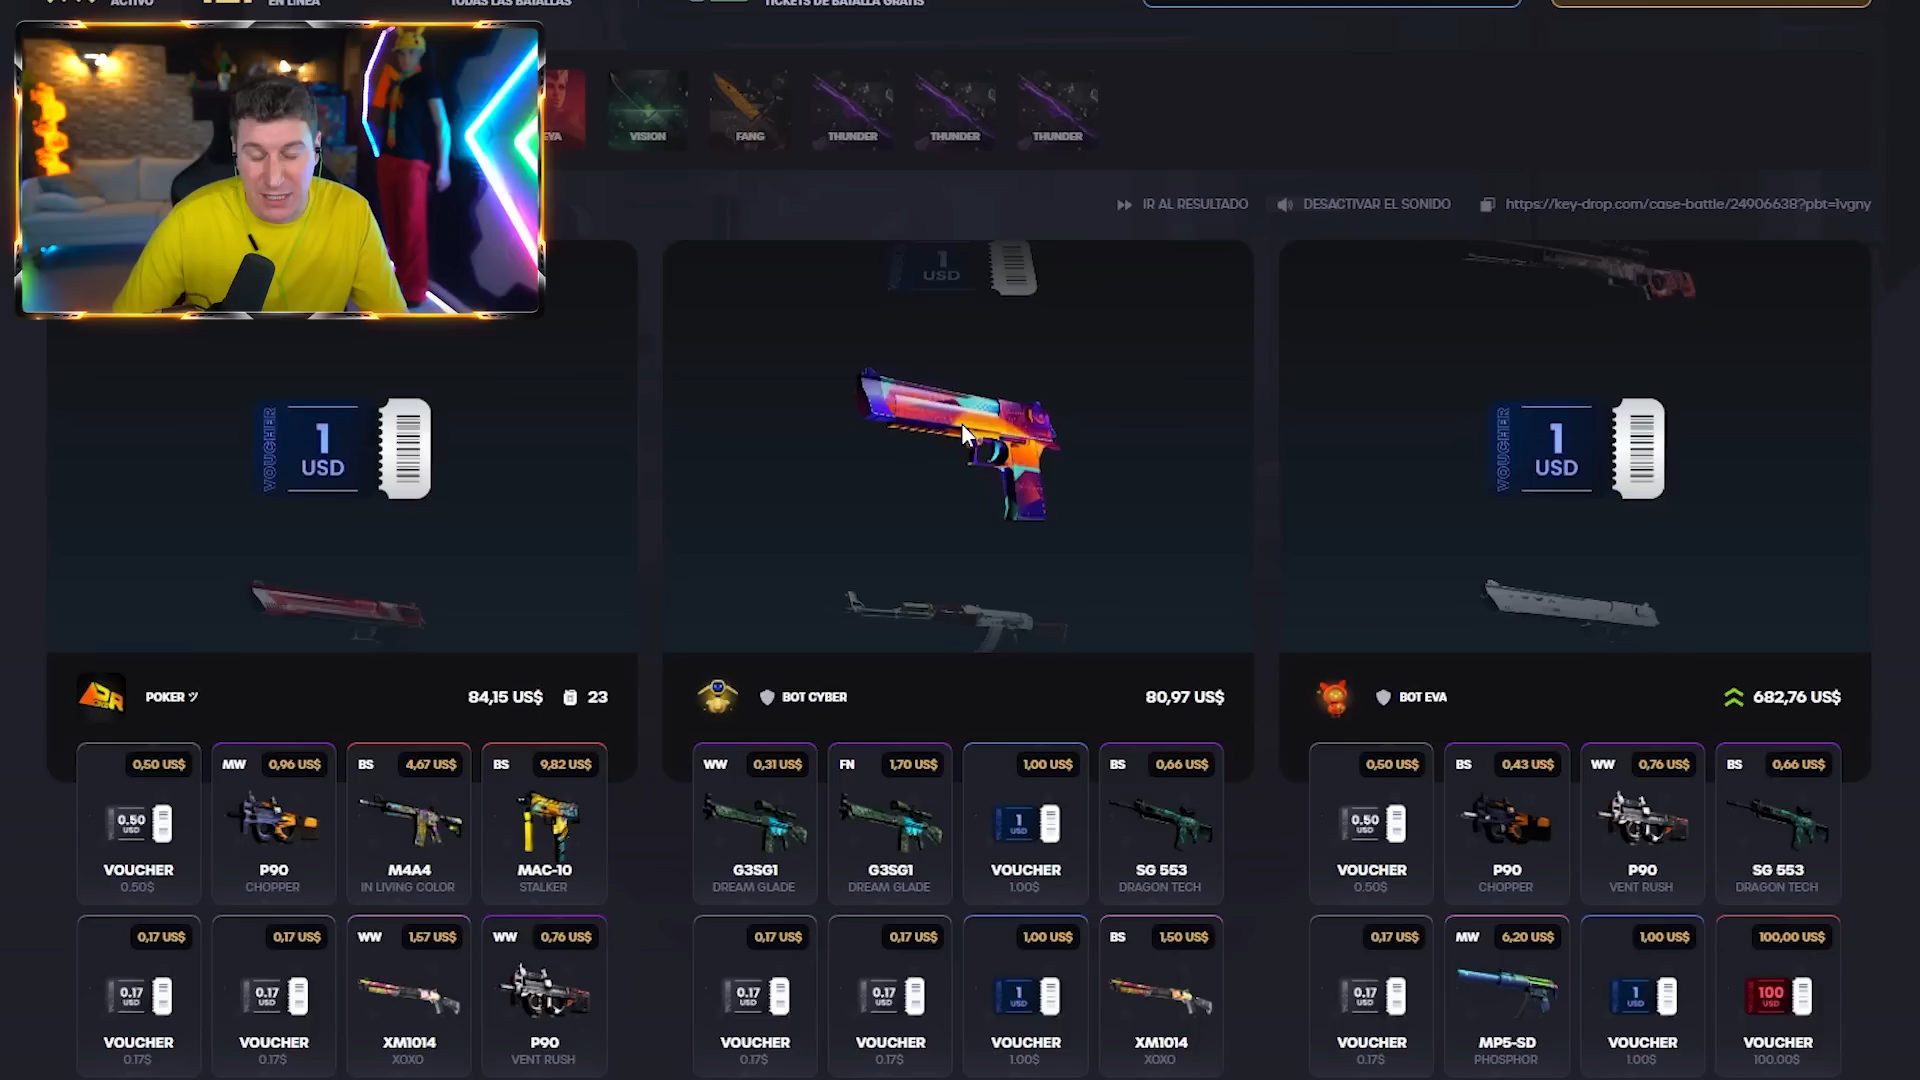 ACTIVO
EN LÍNEA
TODAS LAS BATALLAS
TICKETS DE BATALLA GRATIS
EYA
VISION
FANG
THUNDER
THUNDER
THUNDER
IR AL RESULTADO
DESACTIVAR EL SONIDO
https://key-drop.com/case-battle/24906638?pbt=1vgny
1
USD
VOUCHER
1
USD
VOUCHER
1
USD
POKER ツ
84,15 US$
23
BOT CYBER
80,97 US$
BOT EVA
682,76 US$
0,50 US$
MW 0,96 US$
BS 4,67 US$
BS 9,82 US$
WW 0,31 US$
FN 1,70 US$
1,00 US$
BS 0,66 US$
0,50 US$
BS 0,43 US$
WW 0,76 US$
BS 0,66 US$
0.50 USD
1 USD
0.50 USD
VOUCHER
P90
M4A4
MAC-10
G3SG1
G3SG1
VOUCHER
SG 553
VOUCHER
P90
P90
SG 553
0.50$
CHOPPER
IN LIVING COLOR
STALKER
DREAM GLADE
DREAM GLADE
1.00$
DRAGON TECH
0.50$
CHOPPER
VENT RUSH
DRAGON TECH
0,17 US$
0,17 US$
WW 1,57 US$
WW 0,76 US$
0,17 US$
0,17 US$
1,00 US$
BS 1,50 US$
0,17 US$
MW 6,20 US$
1,00 US$
100,00 US$
0.17 USD
0.17 USD
0.17 USD
0.17 USD
1 USD
0.17 USD
1 USD
100 USD
VOUCHER
VOUCHER
XM1014
P90
VOUCHER
VOUCHER
VOUCHER
XM1014
VOUCHER
MP5-SD
VOUCHER
VOUCHER
0.17$
0.17$
XOXO
VENT RUSH
0.17$
0.17$
1.00$
XOXO
0.17$
PHOSPHOR
1.00$
100.00$